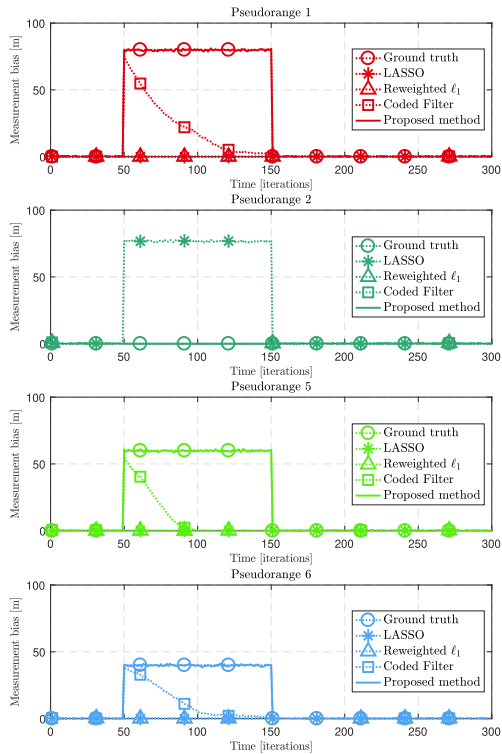 Pseudorange 1
Measurement bias [m]
100
50
0
Ground truth
LASSO
Reweighted ℓ1
Coded Filter
Proposed method
0 50 100 150 200 250 300
Time [iterations]
Pseudorange 2
Measurement bias [m]
100
50
0
Ground truth
LASSO
Reweighted ℓ1
Coded Filter
Proposed method
0 50 100 150 200 250 300
Time [iterations]
Pseudorange 5
Measurement bias [m]
100
50
0
Ground truth
LASSO
Reweighted ℓ1
Coded Filter
Proposed method
0 50 100 150 200 250 300
Time [iterations]
Pseudorange 6
Measurement bias [m]
100
50
0
Ground truth
LASSO
Reweighted ℓ1
Coded Filter
Proposed method
0 50 100 150 200 250 300
Time [iterations]